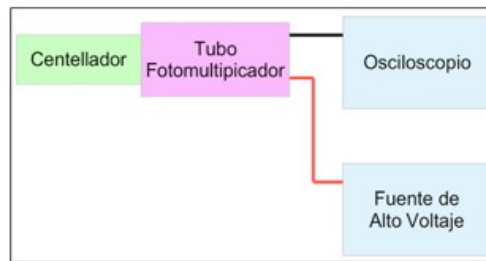 Centellador
Tubo
Fotomultipicador
Osciloscopio
Fuente de
Alto Voltaje